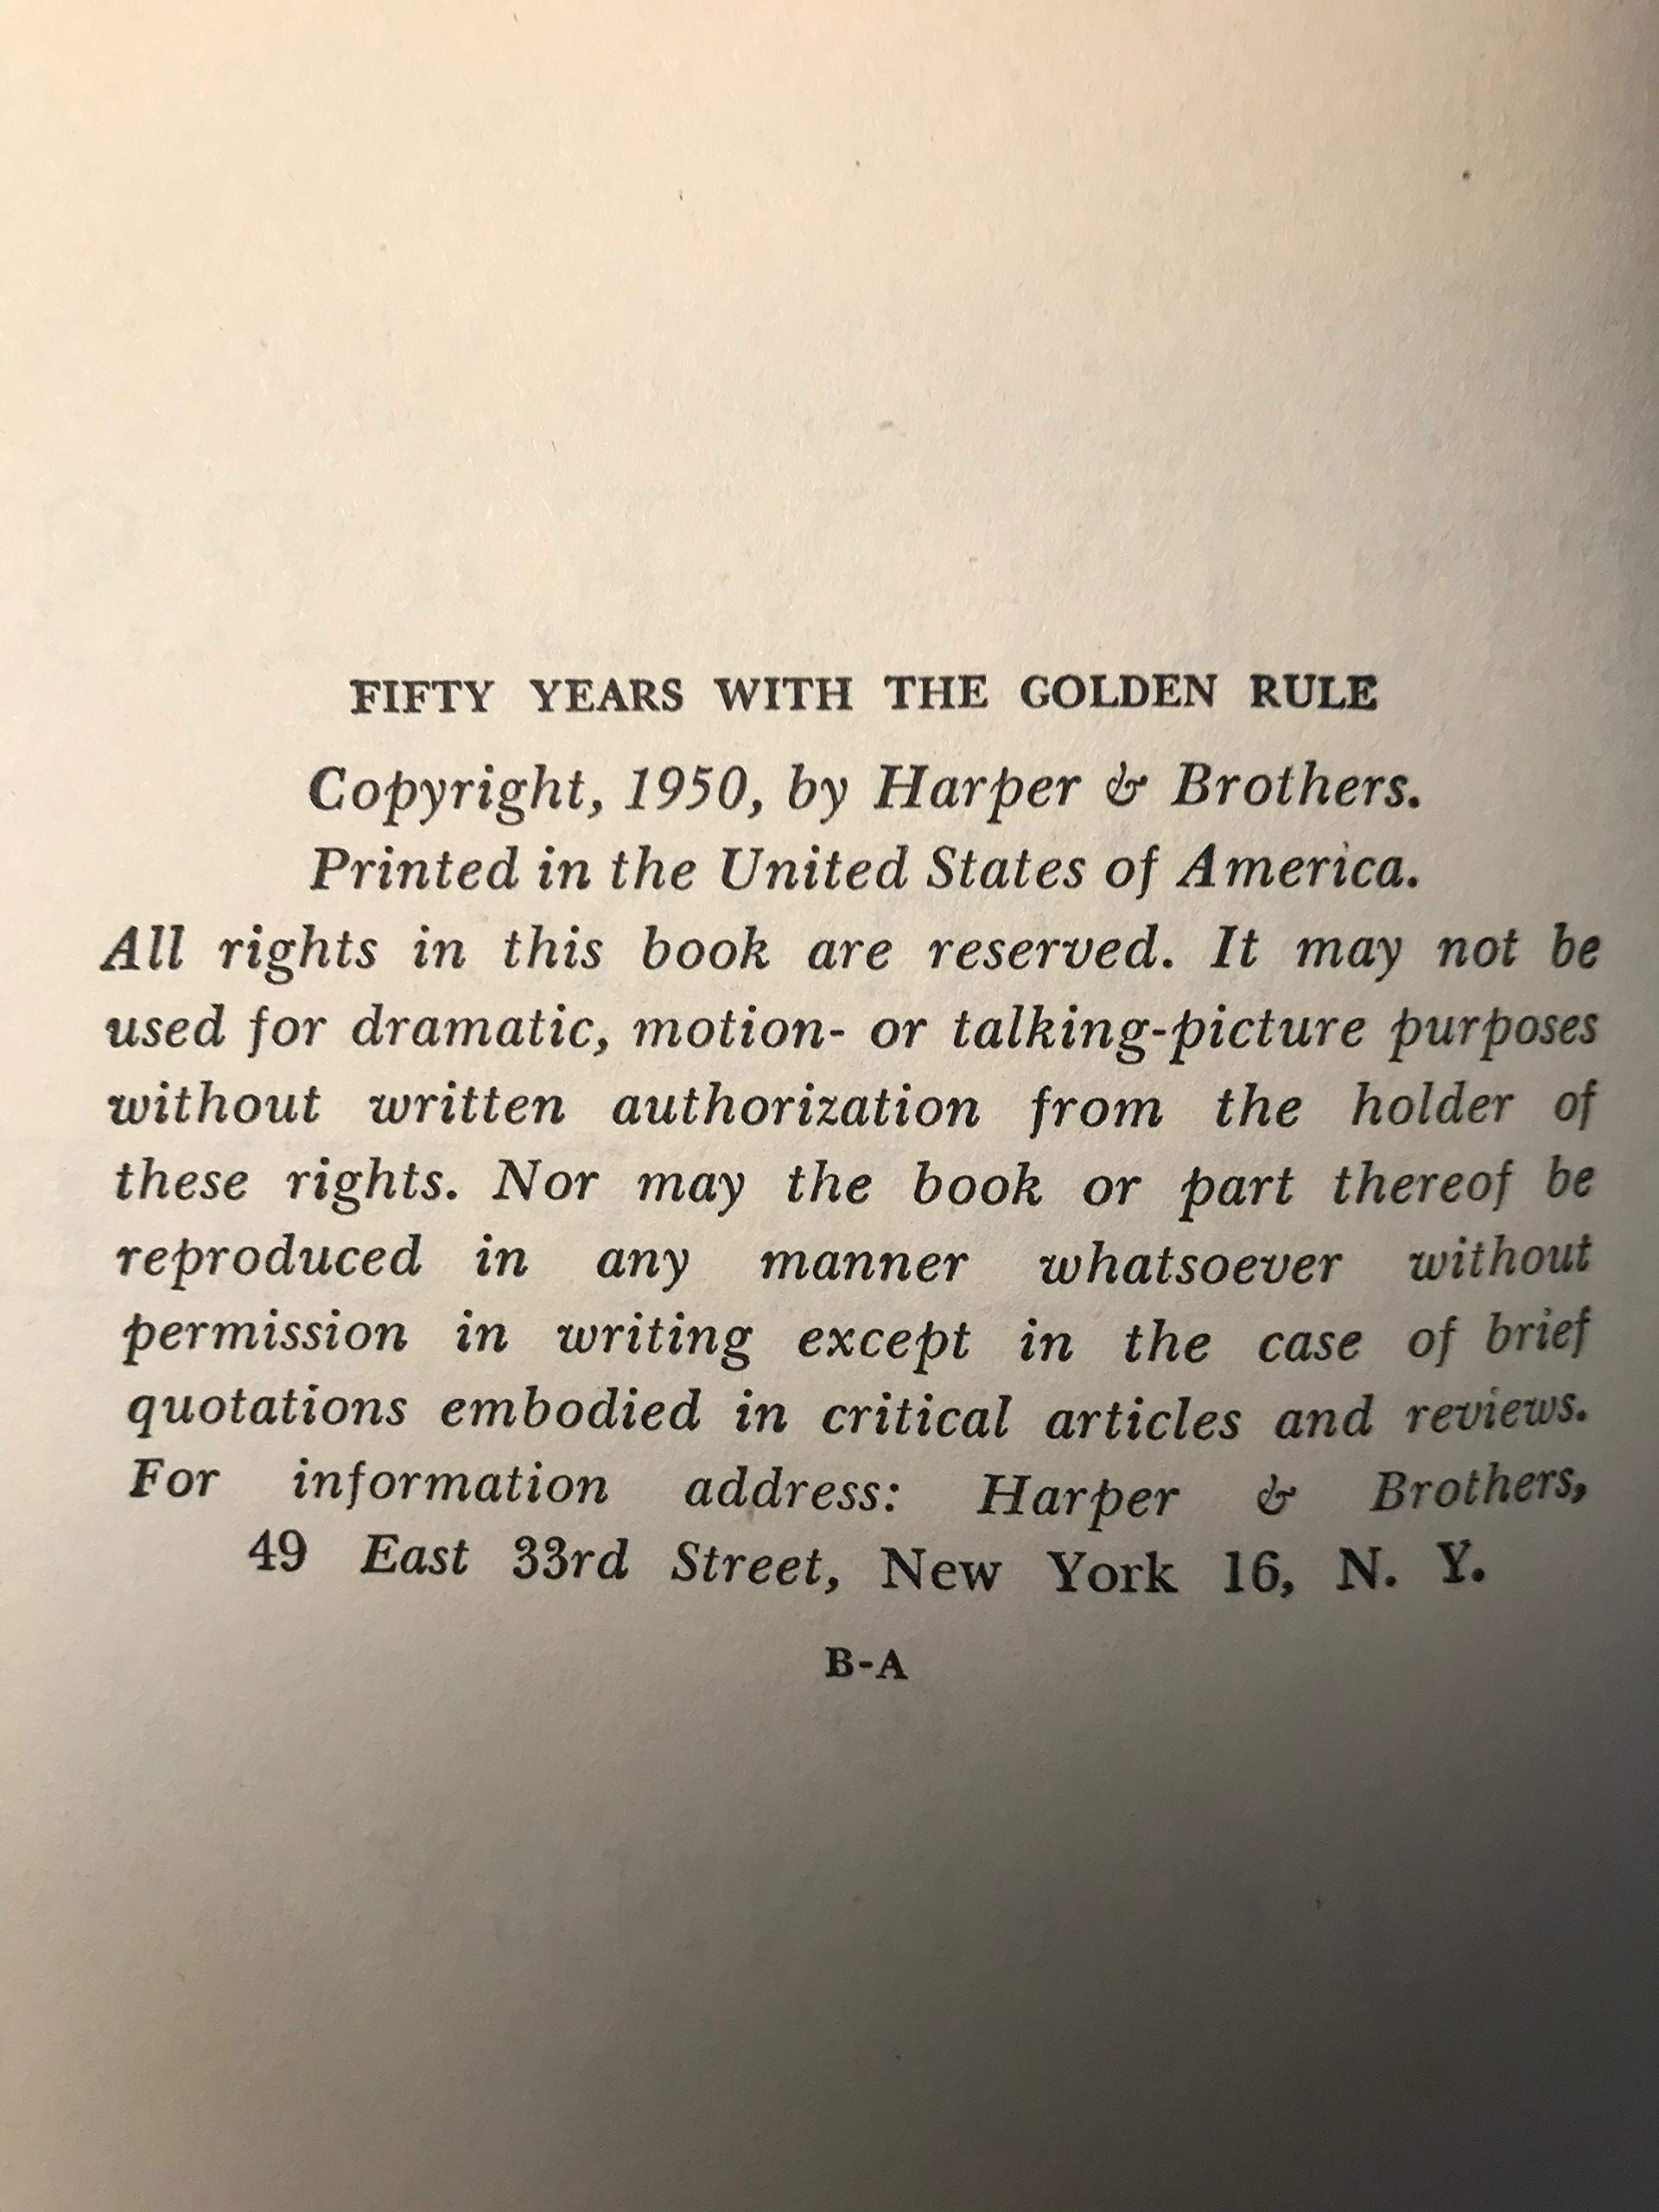 FIFTY YEARS WITH THE GOLDEN RULE
Copyright, 1950, by Harper & Brothers.
Printed in the United States of America.
All rights in this book are reserved. It may not be
used for dramatic, motion- or talking-picture purposes
without written authorization from the holder of
these rights. Nor may the book or part thereof be
reproduced in any manner whatsoever without
permission in writing except in the case of brief
quotations embodied in critical articles and reviews.
For information address: Harper & Brothers,
49 East 33rd Street, New York 16, N. Y.
B-A